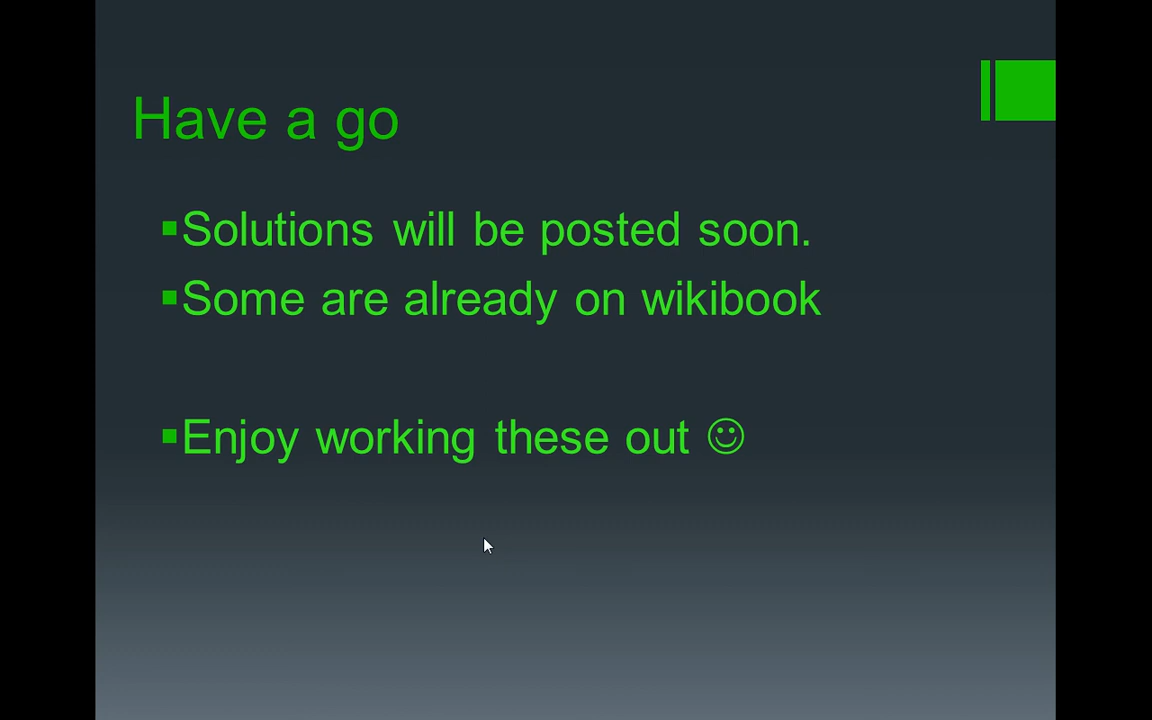 Have a go
▪Solutions will be posted soon.
▪Some are already on wikibook
▪Enjoy working these out ☺